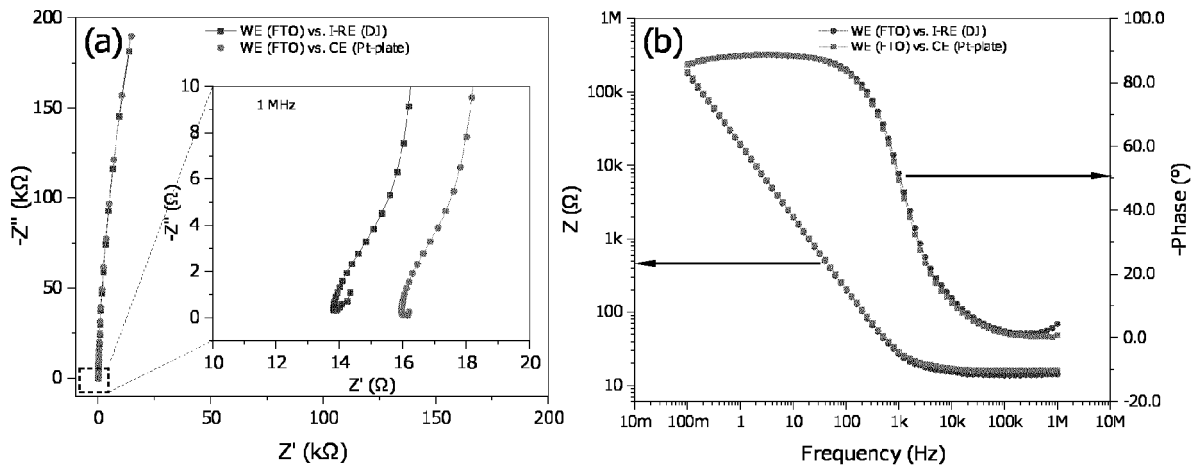 (a)
WE (FTO) vs. I-RE (DJ)
WE (FTO) vs. CE (Pt-plate)
200
150
100
50
0
-Z'' (kΩ)
0
50
100
150
200
Z' (kΩ)
1 MHz
10
8
6
4
2
0
-Z'' (Ω)
10
12
14
16
18
20
Z' (Ω)
(b)
WE (FTO) vs. I-RE (DJ)
WE (FTO) vs. CE (Pt-plate)
1M
100k
10k
1k
100
10
Z (Ω)
100.0
80.0
60.0
40.0
20.0
0.0
-20.0
-Phase (º)
10m
100m
1
10
100
1k
10k
100k
1M
10M
Frequency (Hz)